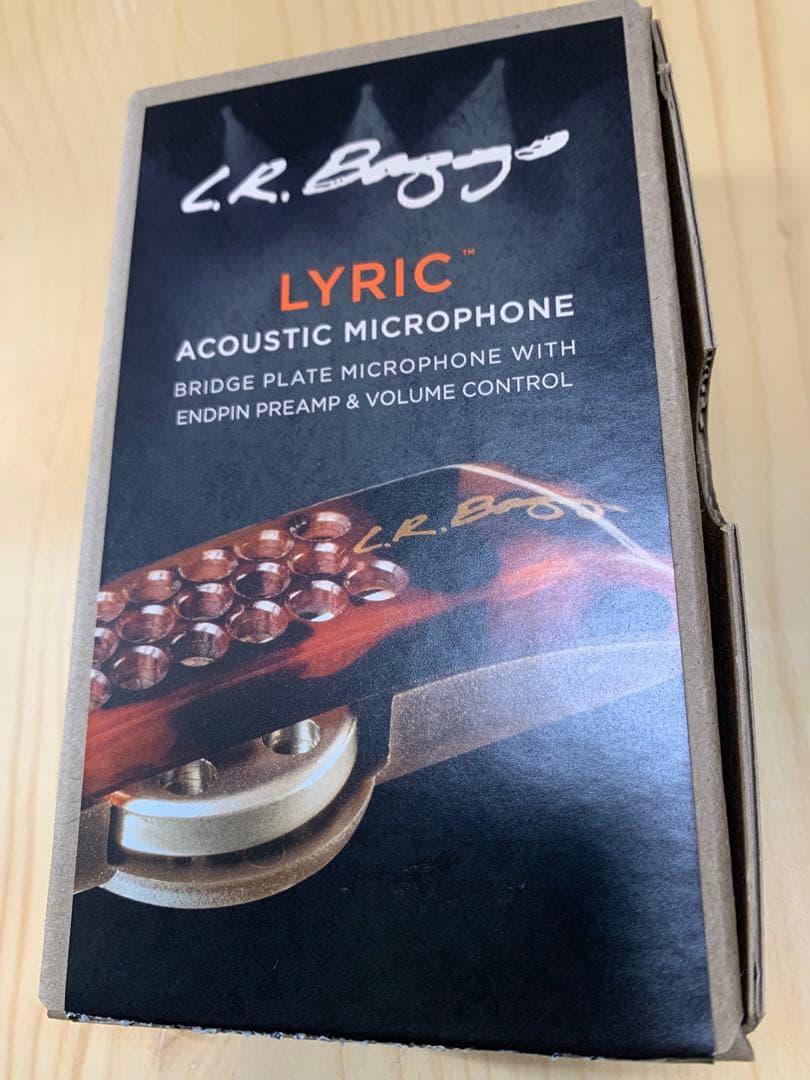 L.R. Baggs
LYRIC™
ACOUSTIC MICROPHONE
BRIDGE PLATE MICROPHONE WITH
ENDPIN PREAMP & VOLUME CONTROL
L.R. Baggs